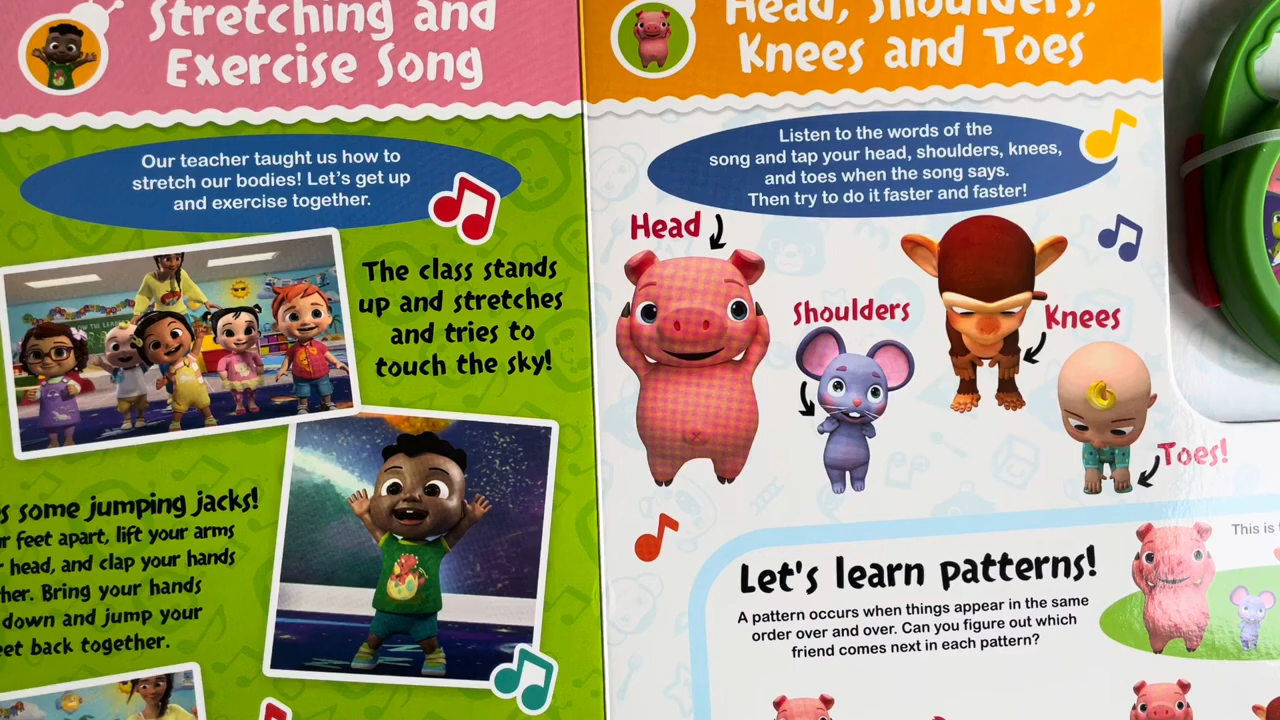 Stretching and
Exercise Song
Our teacher taught us how to
stretch our bodies! Let's get up
and exercise together.
The class stands
up and stretches
and tries to
touch the sky!
some jumping jacks!
feet apart, lift your arms
head, and clap your hands
Bring your hands
down and jump your
back together.
Head, Shoulders,
Knees and Toes
Listen to the words of the
song and tap your head, shoulders, knees,
and toes when the song says.
Then try to do it faster and faster!
Head
Shoulders
Knees
Toes!
Let's learn patterns!
A pattern occurs when things appear in the same
order over and over. Can you figure out which
friend comes next in each pattern?
This is